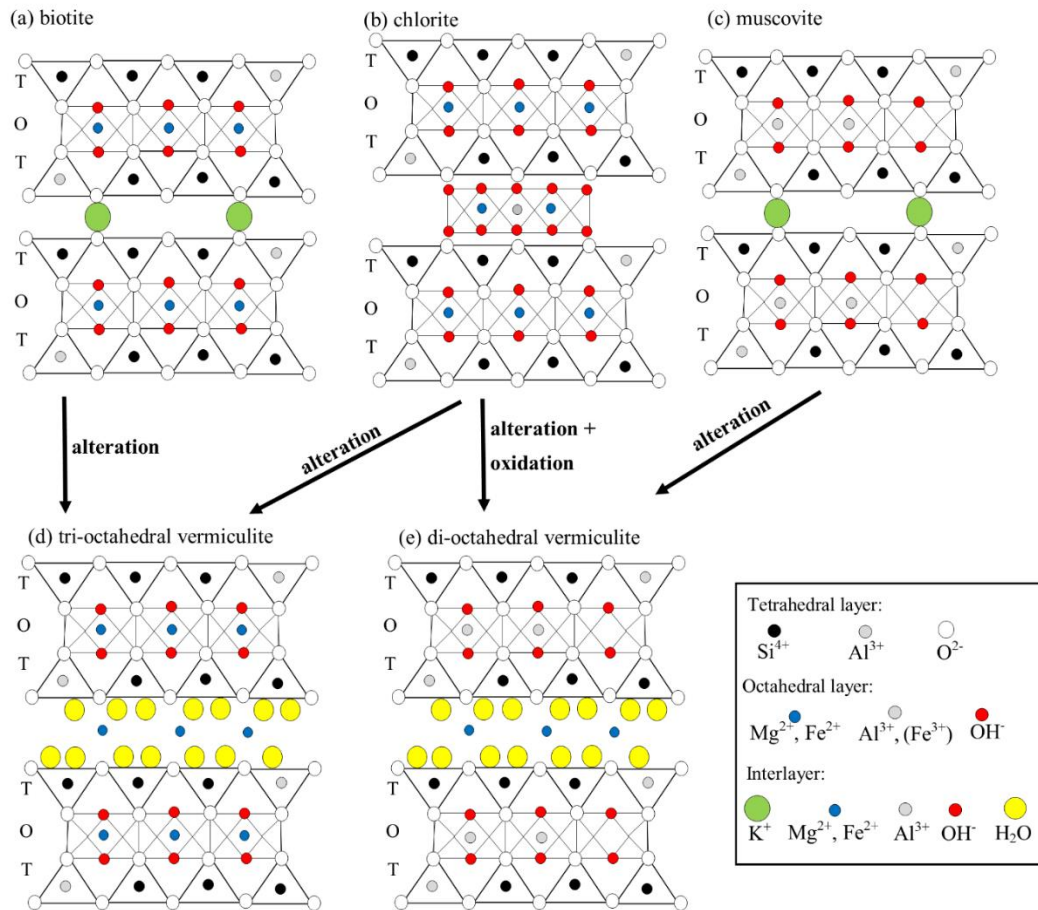 (a) biotite
(b) chlorite
(c) muscovite
T
O
T
T
O
T
T
O
T
T
O
T
T
O
T
T
O
T
alteration
alteration
alteration +
oxidation
alteration
(d) tri-octahedral vermiculite
(e) di-octahedral vermiculite
T
O
T
T
O
T
T
O
T
T
O
T
Tetrahedral layer:
Si⁴⁺ Al³⁺ O²⁻
Octahedral layer:
Mg²⁺, Fe²⁺ Al³⁺, (Fe³⁺) OH⁻
Interlayer:
K⁺ Mg²⁺, Fe²⁺ Al³⁺ OH⁻ H₂O